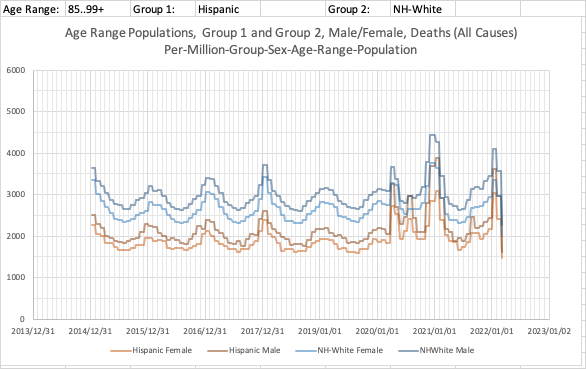 Age Range: 85..99+ Group 1: Hispanic Group 2: NH-White
Age Range Populations, Group 1 and Group 2, Male/Female, Deaths (All Causes)
Per-Million-Group-Sex-Age-Range-Population
6000
5000
4000
3000
2000
1000
0
2013/12/31 2014/12/31 2015/12/31 2016/12/31 2017/12/31 2019/01/01 2020/01/01 2021/01/01 2022/01/01 2023/01/01
Hispanic Female Hispanic Male NH-White Female NHWhite Male